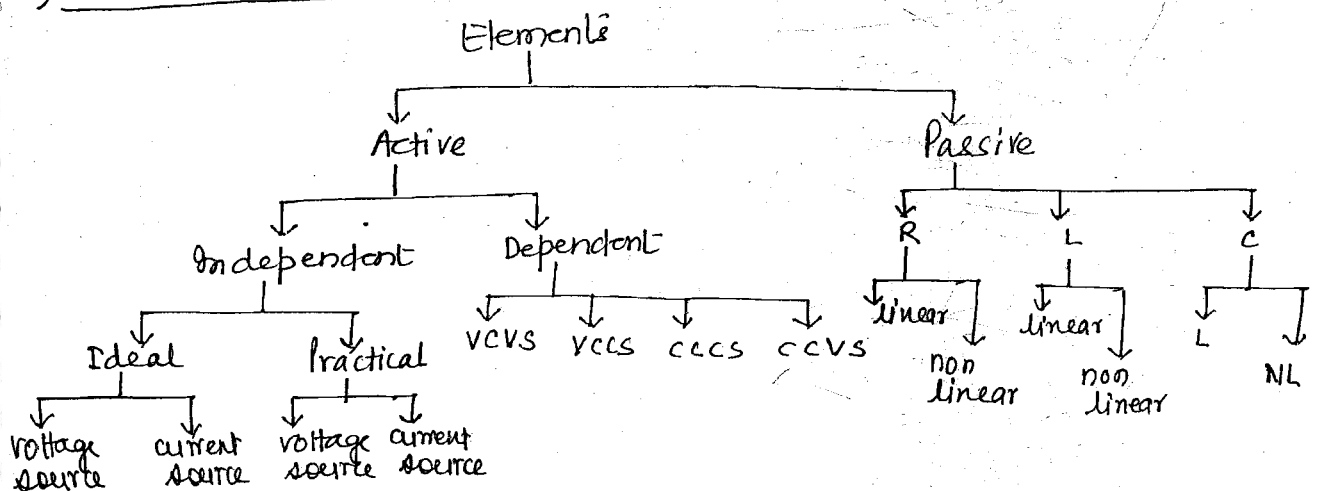 Elements
Active
Passive
Independent
Dependent
R
L
C
Ideal
Practical
VCVS
VCCS
CCCS
CCVS
linear
non
linear
linear
non
linear
L
NL
voltage
source
current
source
voltage
source
current
source